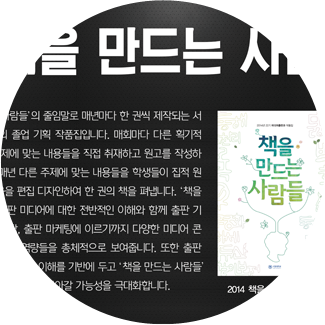 책을 만드는 사
사람들'의 줄임말로 매년마다 한 권씩 제작되는 서
의 졸업 기획 작품집입니다. 매회마다 다른 획기적
주제에 맞는 내용들을 직접 취재하고 원고를 작성하
매년 다른 주제에 맞는 내용들을 학생들이 집적 원
을 편집 디자인하여 한 권의 책을 펴냅니다. '책을
출판 미디어에 대한 전반적인 이해와 함께 출판 기
출판 마케팅에 이르기까지 다양한 미디어 콘
역량들을 총체적으로 보여줍니다. 또한 출판
이해를 기반에 두고 '책을 만드는 사람들'
나아갈 가능성을 극대화합니다.
책을
만드는
사람들
2014 책을